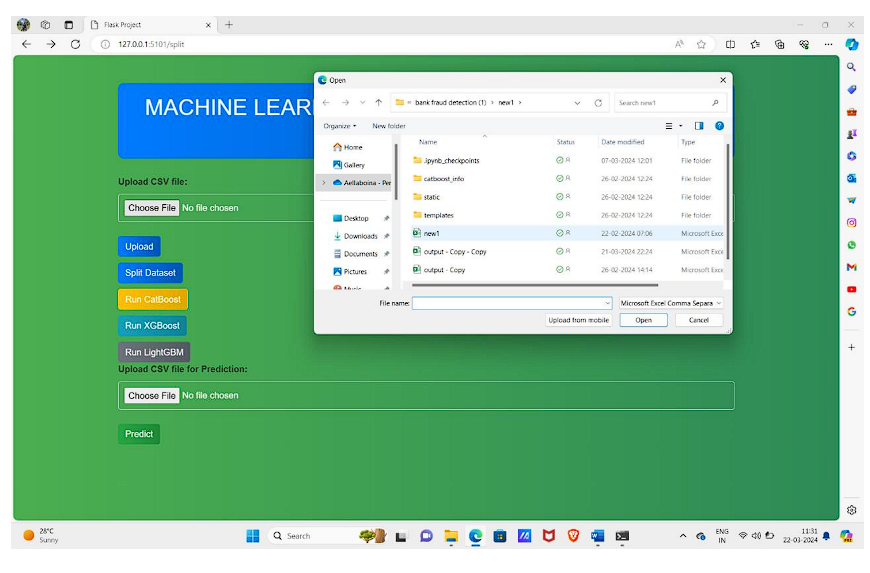 Flask Project
127.0.0.1:5101/split
MACHINE LEAR
Upload CSV file:
Choose File No file chosen
Upload
Split Dataset
Run CatBoost
Run XGBoost
Run LightGBM
Upload CSV file for Prediction:
Choose File No file chosen
Predict
Open
bank fraud detection (1) > new1 >
Search new1
Organize
New folder
Home
Gallery
Aellaboina - Per
Desktop
Downloads
Documents
Pictures
Name Status Date modified Type
.ipynb_checkpoints 07-03-2024 12:01 File folder
catboost_info 26-02-2024 12:24 File folder
static 26-02-2024 12:24 File folder
templates 26-02-2024 12:24 File folder
new1 22-02-2024 07:06 Microsoft Exce
output - Copy - Copy 21-03-2024 22:24 Microsoft Exce
output - Copy 26-02-2024 14:14 Microsoft Exce
File name:
Microsoft Excel Comma Separa
Upload from mobile Open Cancel
28°C
Sunny
Search
ENG
IN
11:31
22-03-2024